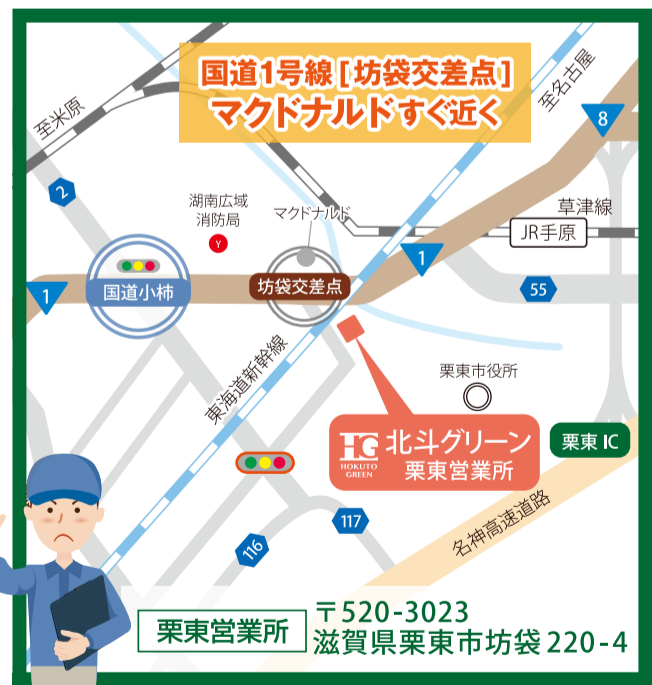 国道1号線[坊袋交差点]
マクドナルドすぐ近く
至米原
至名古屋
8
2
湖南広域
消防局
Y
マクドナルド
草津線
JR手原
1
1
国道小柿
坊袋交差点
55
東海道新幹線
栗東市役所
HG
HOKUTO
GREEN
北斗グリーン
栗東営業所
栗東 IC
名神高速道路
117
116
栗東営業所
〒520-3023
滋賀県栗東市坊袋 220-4